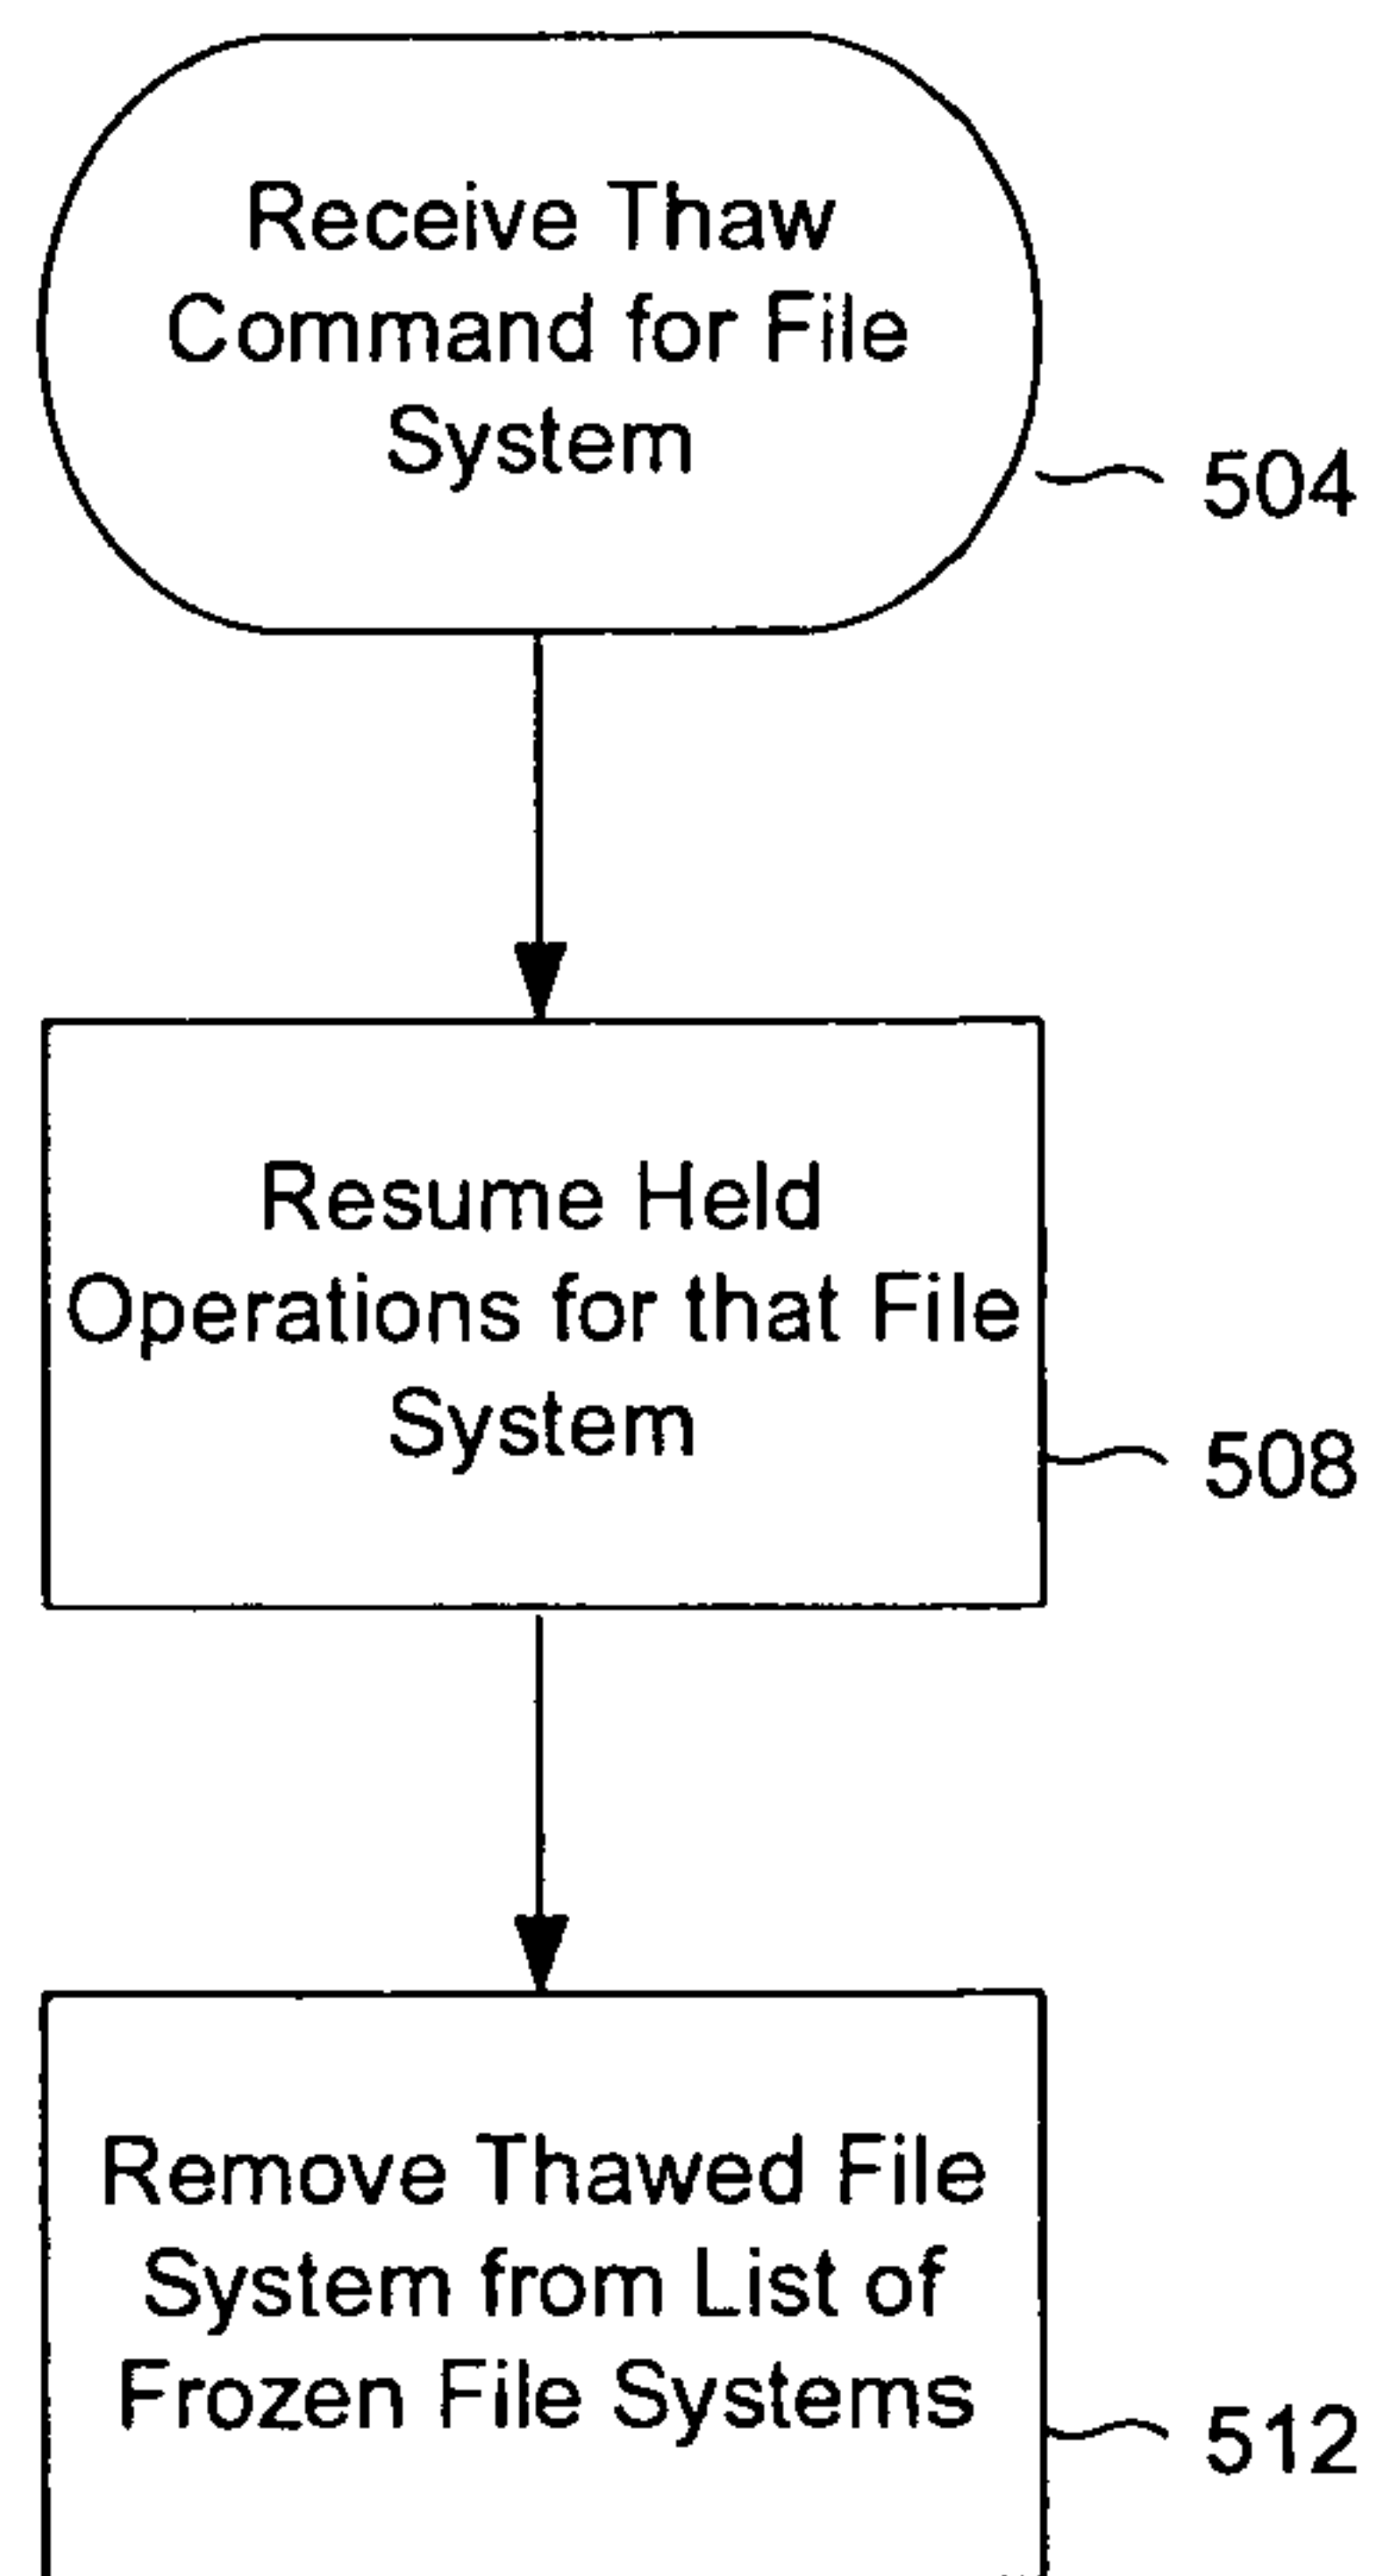 Receive Thaw
Command for File
System
504
Resume Held
Operations for that File
System
508
Remove Thawed File
System from List of
Frozen File Systems
512